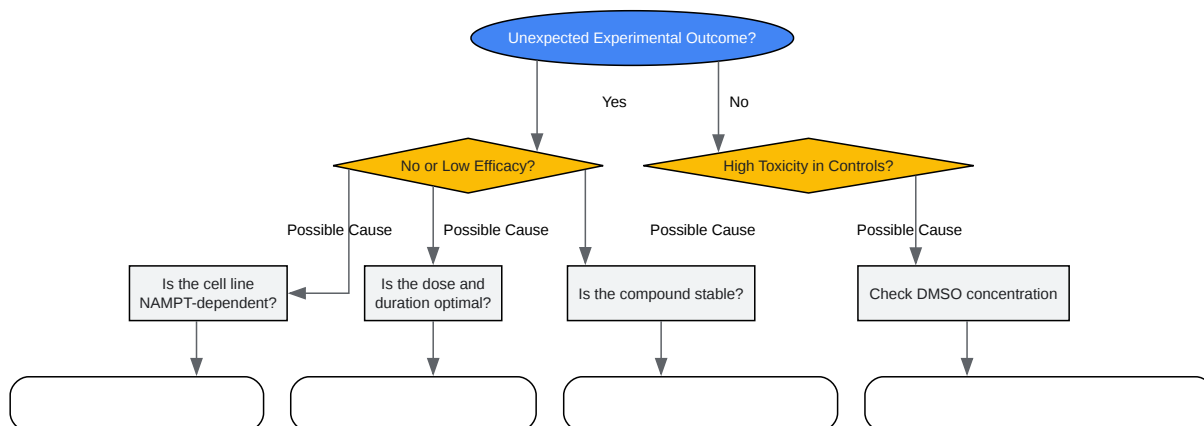 Unexpected Experimental Outcome?
Yes
No
No or Low Efficacy?
High Toxicity in Controls?
Possible Cause
Possible Cause
Possible Cause
Possible Cause
Is the cell line
NAMPT-dependent?
Is the dose and
duration optimal?
Is the compound stable?
Check DMSO concentration